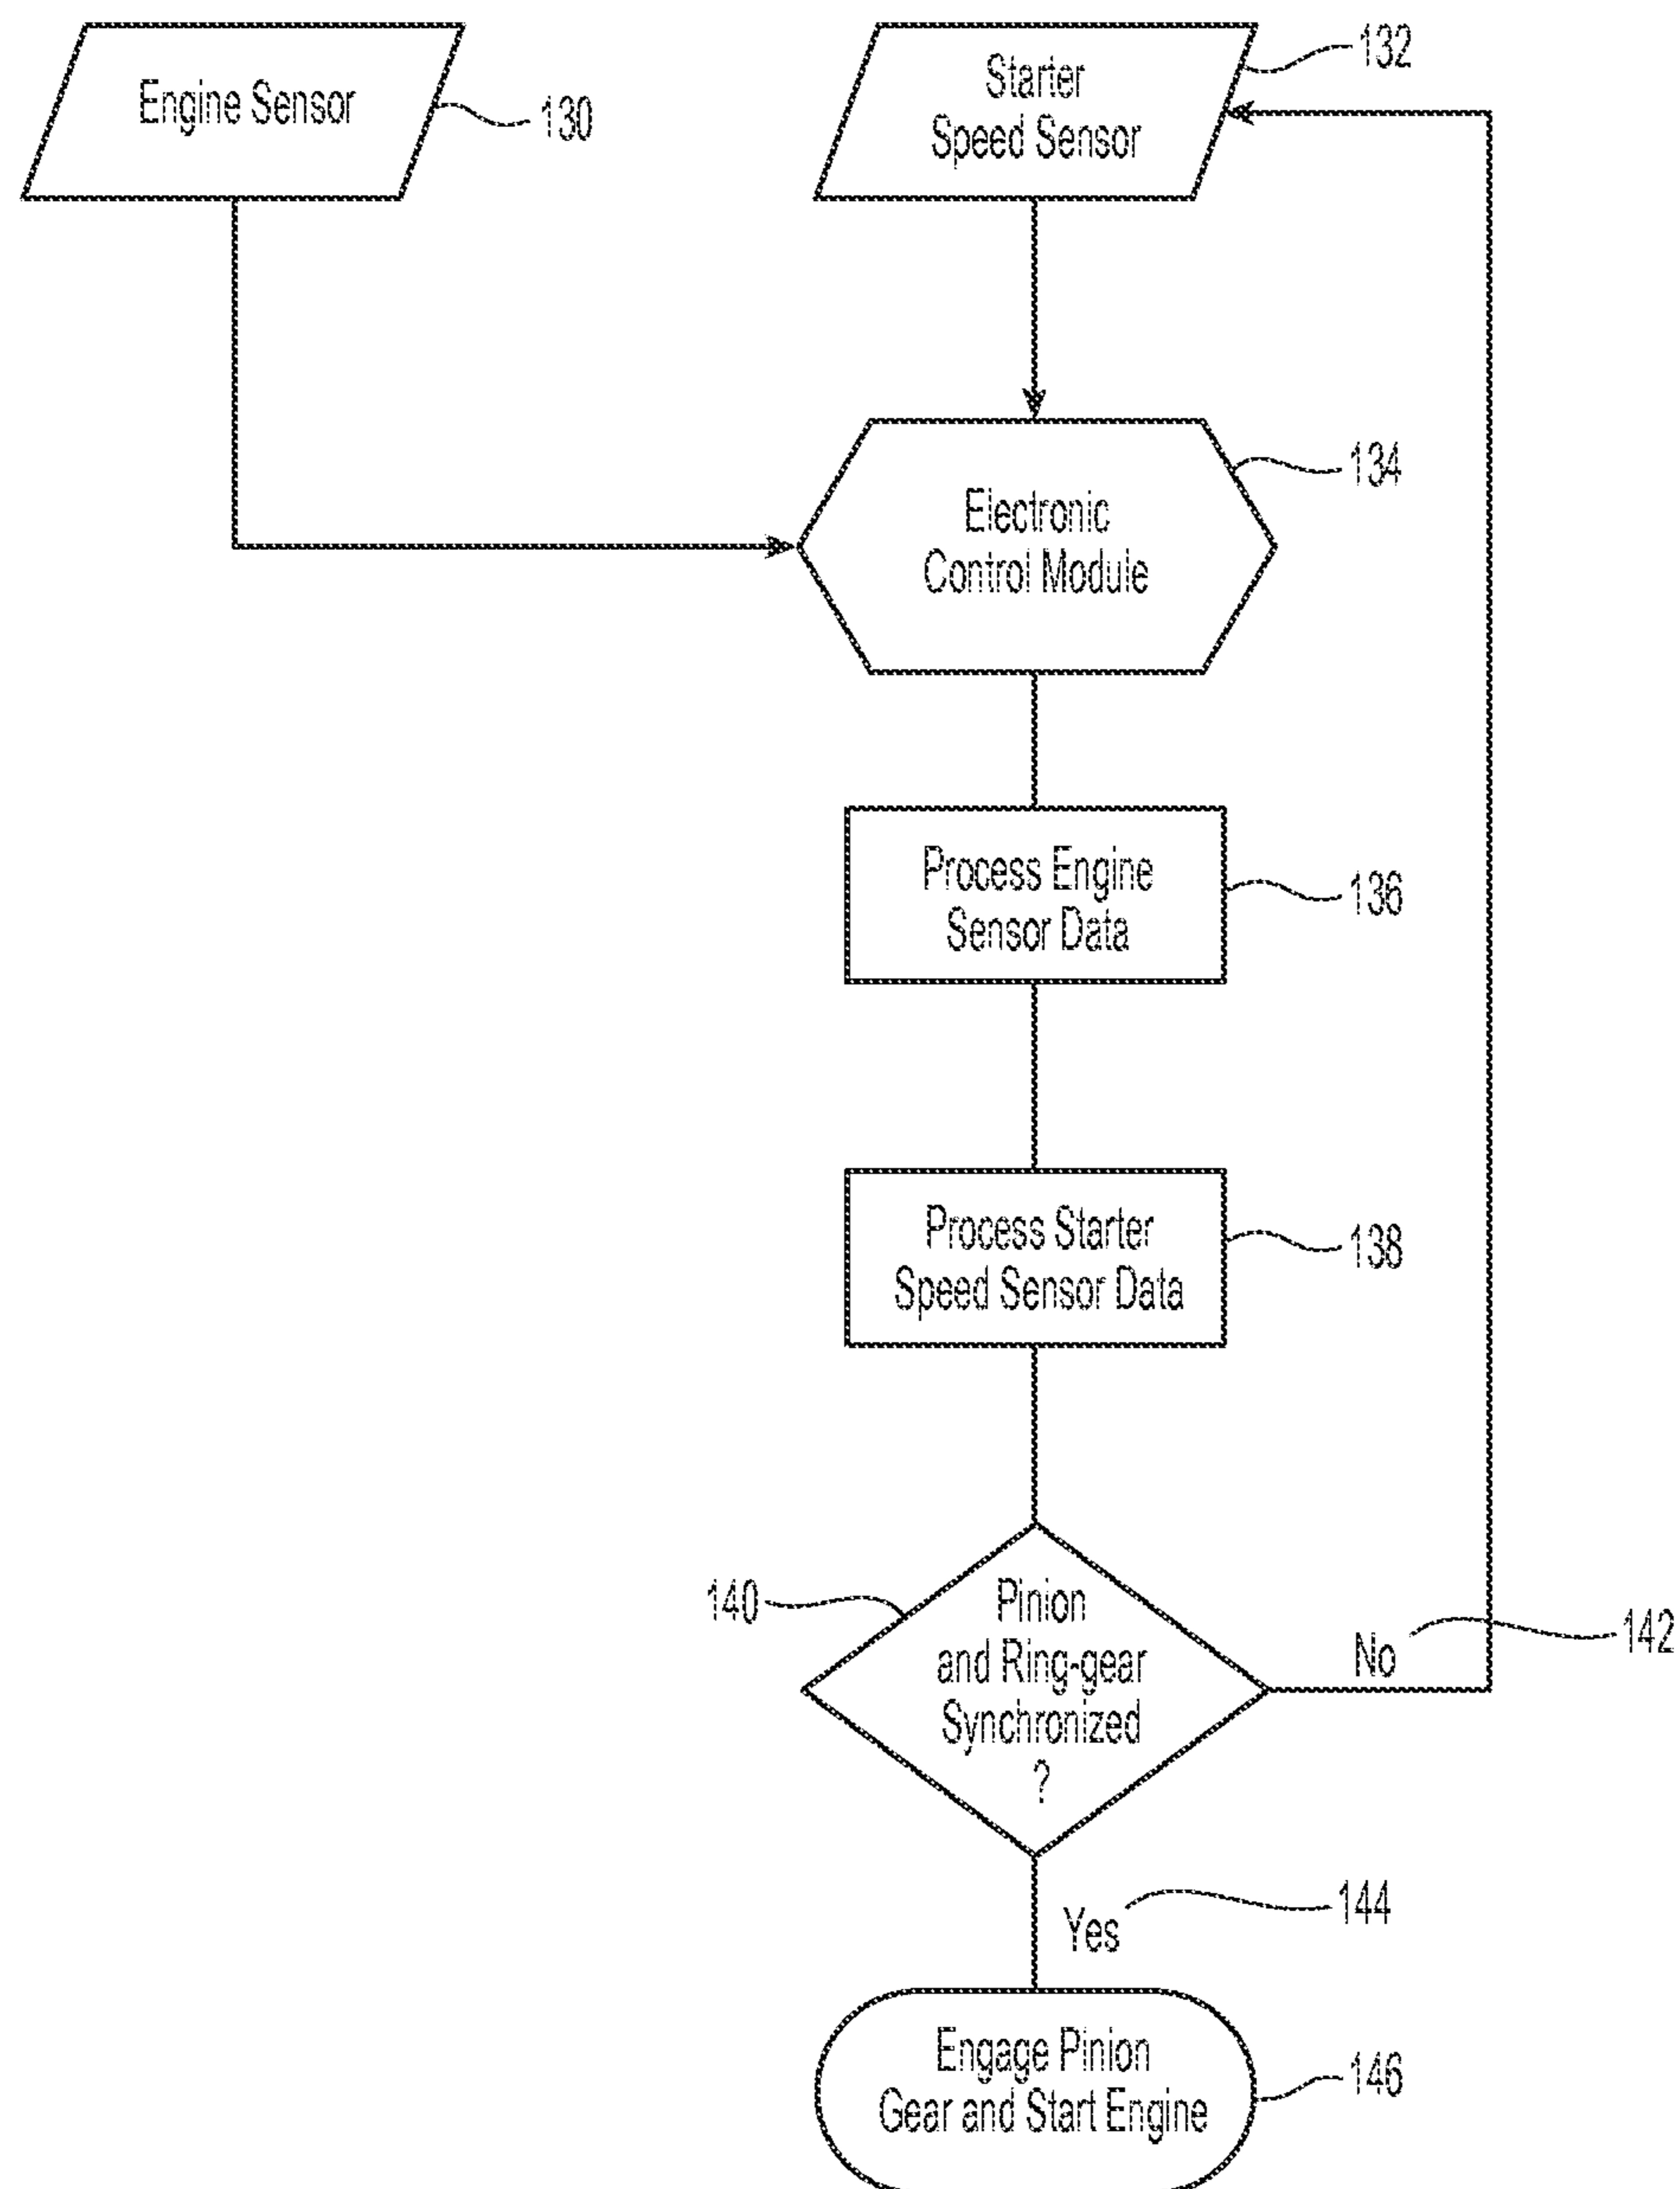 Engine Sensor
130
Starter
Speed Sensor
132
Electronic
Control Module
134
Process Engine
Sensor Data
136
Process Starter
Speed Sensor Data
138
140
Pinion
and Ring-gear
Synchronized
?
No
142
Yes
144
Engage Pinion
Gear and Start Engine
146